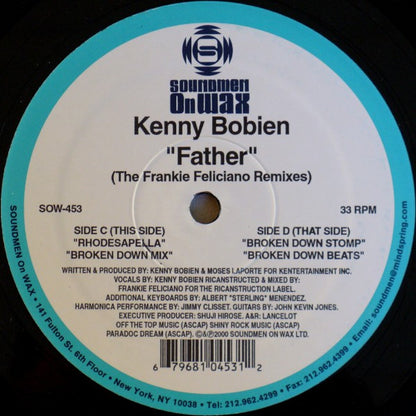 SOUNDMEN
On WAX
Kenny Bobien
"Father"
(The Frankie Feliciano Remixes)
SOW-453
33 RPM
SIDE C (THIS SIDE)
"RHODESAPELLA"
"BROKEN DOWN MIX"
SIDE D (THAT SIDE)
"BROKEN DOWN STOMP"
"BROKEN DOWN BEATS"
WRITTEN & PRODUCED BY: KENNY BOBIEN & MOSES LAPORTE FOR KENTERTAINMENT INC.
VOCALS BY: KENNY BOBIEN RICANSTRUCTED & MIXED BY:
FRANKIE FELICIANO FOR THE RICANSTRUCTION LABEL.
ADDITIONAL KEYBOARDS BY: ALBERT "STERLING" MENENDEZ.
HARMONICA PERFORMANCE BY: JIMMY CLISSET. GUITARS BY: JOHN KEVIN JONES.
EXECUTIVE PRODUCER: SHUJI HIROSE. A&R: LANCELOT
OFF THE TOP MUSIC (ASCAP) SHINY ROCK MUSIC (ASCAP)
PARADOC DREAM (ASCAP). ©&℗2000 SOUNDMEN ON WAX LTD.
6 79681 04531 2
SOUNDMEN ON WAX • 141 Fulton St. 6th Floor • New York, NY 10038 • Tel: 212.962.4299 • Fax: 212.962.4399 • Email: soundmen@mindspring.com